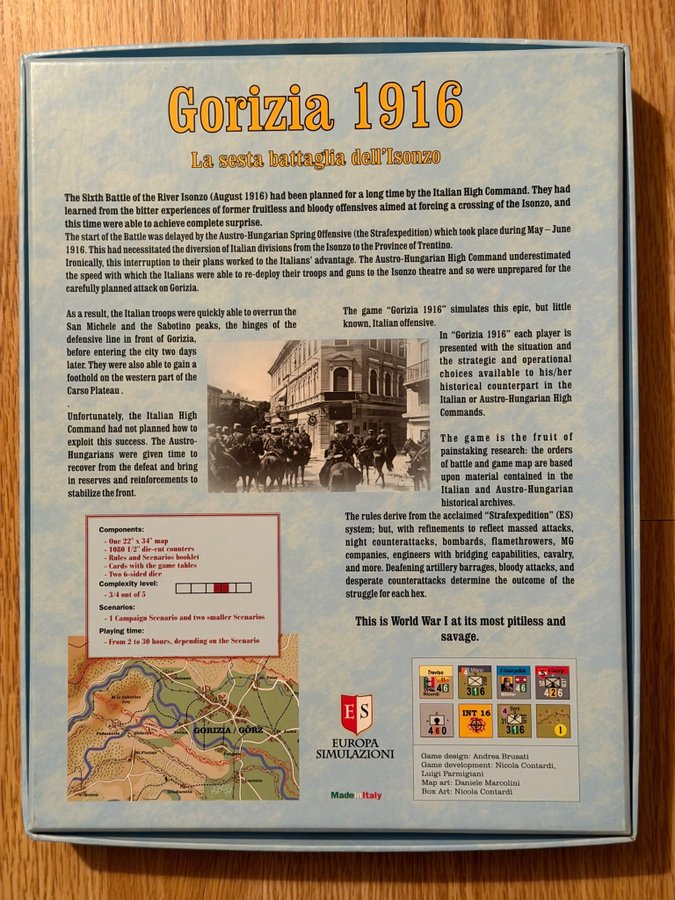 Gorizia 1916
La sesta battaglia dell'Isonzo
The Sixth Battle of the River Isonzo (August 1916) had been planned for a long time by the Italian High Command. They had
learned from the bitter experiences of former fruitless and bloody offensives aimed at forcing a crossing of the Isonzo, and
this time were able to achieve complete surprise.
The start of the Battle was delayed by the Austro-Hungarian Spring Offensive (the Strafexpedition) which took place during May – June
1916. This had necessitated the diversion of Italian divisions from the Isonzo to the Province of Trentino.
Ironically, this interruption to their plans worked to the Italians' advantage. The Austro-Hungarian High Command underestimated
the speed with which the Italians were able to re-deploy their troops and guns to the Isonzo theatre and so were unprepared for the
carefully planned attack on Gorizia.
As a result, the Italian troops were quickly able to overrun the
San Michele and the Sabotino peaks, the hinges of the
defensive line in front of Gorizia,
before entering the city two days
later. They were also able to gain a
foothold on the western part of the
Carso Plateau .
.
Unfortunately, the Italian High
Command had not planned how to
exploit this success. The Austro-
Hungarians were given time to
recover from the defeat and bring
in reserves and reinforcements to
stabilize the front.
The game "Gorizia 1916" simulates this epic, but little
known, Italian offensive.
In "Gorizia 1916" each player is
presented with the situation and
the strategic and operational
choices available to his/her
historical counterpart in the
Italian or Austro-Hungarian High
Commands.
The game is the fruit of
painstaking research: the orders
of battle and game map are based
upon material contained in the
Italian and Austro-Hungarian
historical archives.
The rules derive from the acclaimed "Strafexpedition" (ES)
system; but, with refinements to reflect massed attacks,
night counterattacks, bombards, flamethrowers, MG
companies, engineers with bridging capabilities, cavalry,
and more. Deafening artillery barrages, bloody attacks, and
desperate counterattacks determine the outcome of the
struggle for each hex.
This is World War I at its most pitiless and
savage.
Components:
- One 22" x 34" map
- 1080 1/2" die-cut counters
- Rules and Scenarios booklet
- Cards with the game tables
- Two 6-sided dice
Complexity level:
- 3/4 out of 5
Scenarios:
- 1 Campaign Scenario and two smaller Scenarios
Playing time:
- From 2 to 30 hours, depending on the Scenario
GORIZIA / GÖRZ
ES
EUROPA
SIMULAZIONI
Made in Italy
Treviso
4 6
3 1 6
4 6
4 2 6
4 6 0
INT 16
3 1 6
1
Game design: Andrea Brusati
Game development: Nicola Contardi,
Luigi Parmigiani
Map art: Daniele Marcolini
Box Art: Nicola Contardi